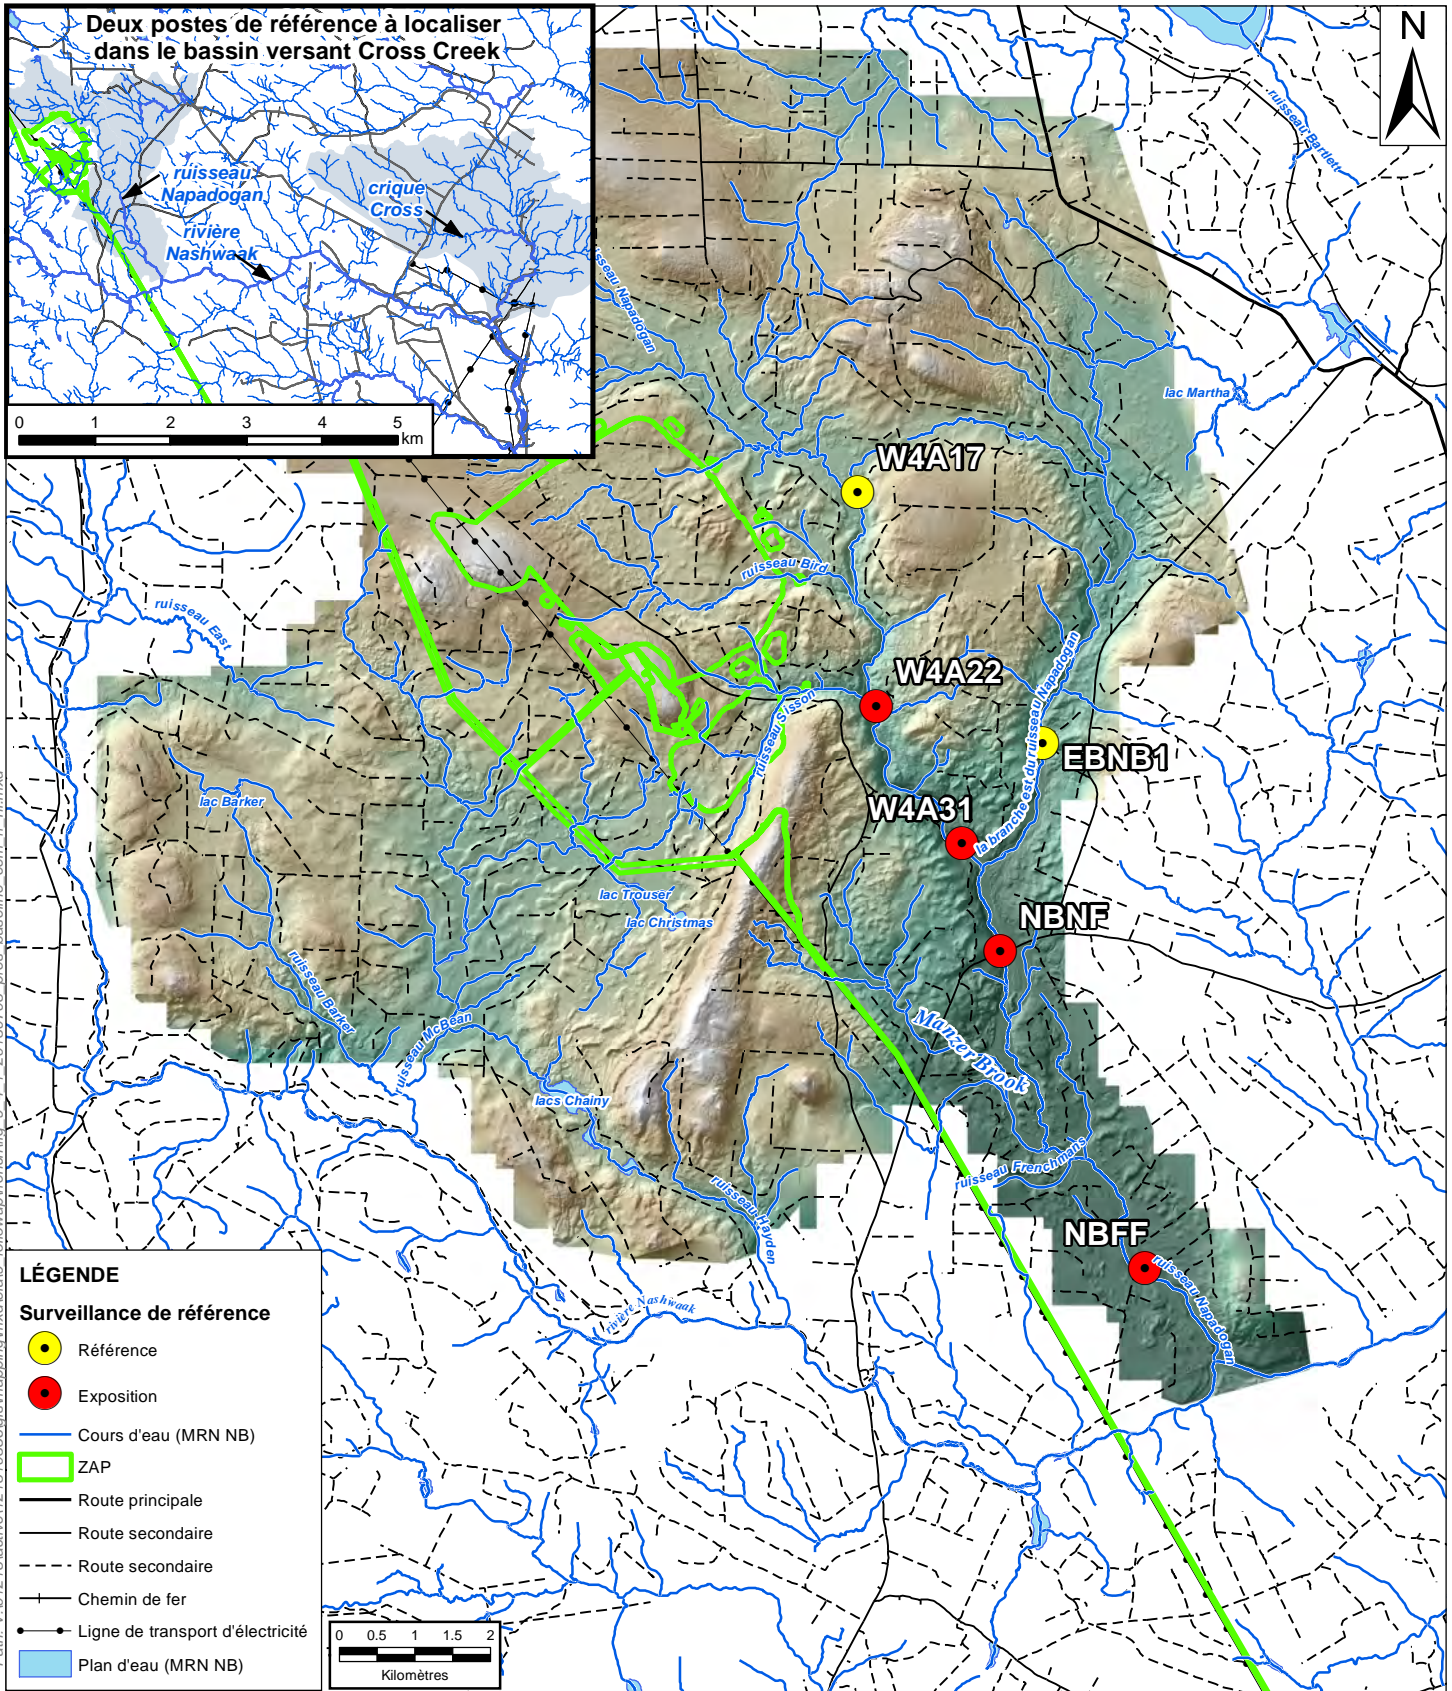 Deux postes de référence à localiser
dans le bassin versant Cross Creek
ruisseau
Napadogan
crique
Cross
rivière
Nashwaak
0 1 2 3 4 5
km
N
ruisseau Bartlett
ruisseau Napadogan
lac Martha
W4A17
ruisseau Bird
ruisseau East
W4A22
ruisseau Sisson
la branche est du ruisseau Napadogan
EBNB1
lac Barker
W4A31
lac Trouser
lac Christmas
NBNF
ruisseau Barker
ruisseau McBean
Manzer Brook
lacs Chainy
ruisseau Frenchmans
ruisseau Hayden
NBFF
ruisseau Napadogan
rivière Nashwaak
LÉGENDE
Surveillance de référence
Référence
Exposition
Cours d'eau (MRN NB)
ZAP
Route principale
Route secondaire
Route secondaire
Chemin de fer
Ligne de transport d'électricité
Plan d'eau (MRN NB)
0 0.5 1 1.5 2
Kilomètres